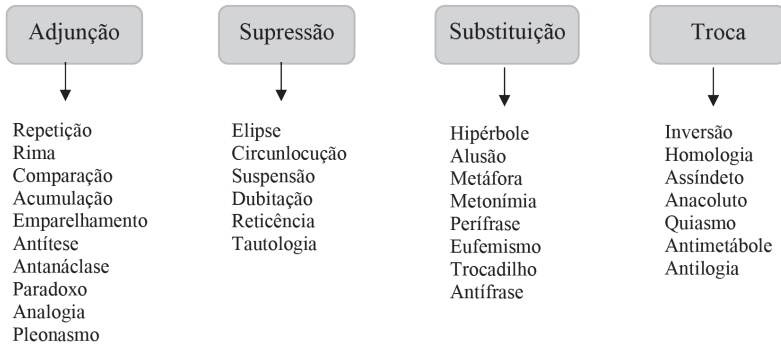 Adjunção
Repetição
Rima
Comparação
Acumulação
Emparelhamento
Antítese
Antanáclase
Paradoxo
Analogia
Pleonasmo
Supressão
Elipse
Circunlocução
Suspensão
Dubitação
Reticência
Tautologia
Substituição
Hipérbole
Alusão
Metáfora
Metonímia
Perífrase
Eufemismo
Trocadilho
Antífrase
Troca
Inversão
Homologia
Assíndeto
Anacoluto
Quiasmo
Antimetábole
Antilogia